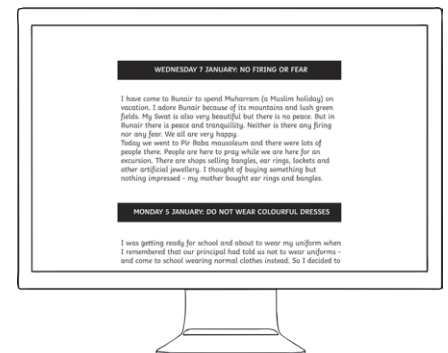 WEDNESDAY 7 JANUARY: NO FIRING OR FEAR
I have come to Bunair to spend Muharram (a Muslim holiday) on
vacation. I adore Bunair because of its mountains and lush green
fields. My Swat is also very beautiful but there is no peace. But in
Bunair there is peace and tranquillity. Neither is there any firing
nor any fear. We all are very happy.
Today we went to Pir Baba mausoleum and there were lots of
people there. People are here to pray while we are here for an
excursion. There are shops selling bangles, ear rings, lockets and
other artificial jewellery. I thought of buying something but
nothing impressed - my mother bought ear rings and bangles.
MONDAY 5 JANUARY: DO NOT WEAR COLOURFUL DRESSES
I was getting ready for school and about to wear my uniform when
I remembered that our principal had told us not to wear uniforms -
and come to school wearing normal clothes instead. So I decided to